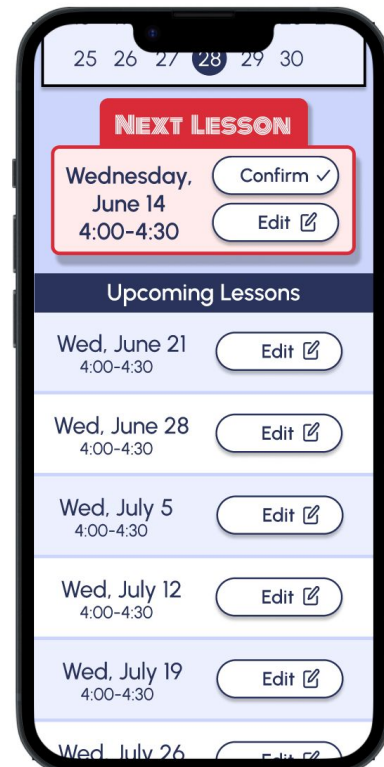 25 26 27 28 29 30
NEXT LESSON
Wednesday,
June 14
4:00-4:30
Confirm
Edit
Upcoming Lessons
Wed, June 21
4:00-4:30
Edit
Wed, June 28
4:00-4:30
Edit
Wed, July 5
4:00-4:30
Edit
Wed, July 12
4:00-4:30
Edit
Wed, July 19
4:00-4:30
Edit
Wed, July 26
Edit